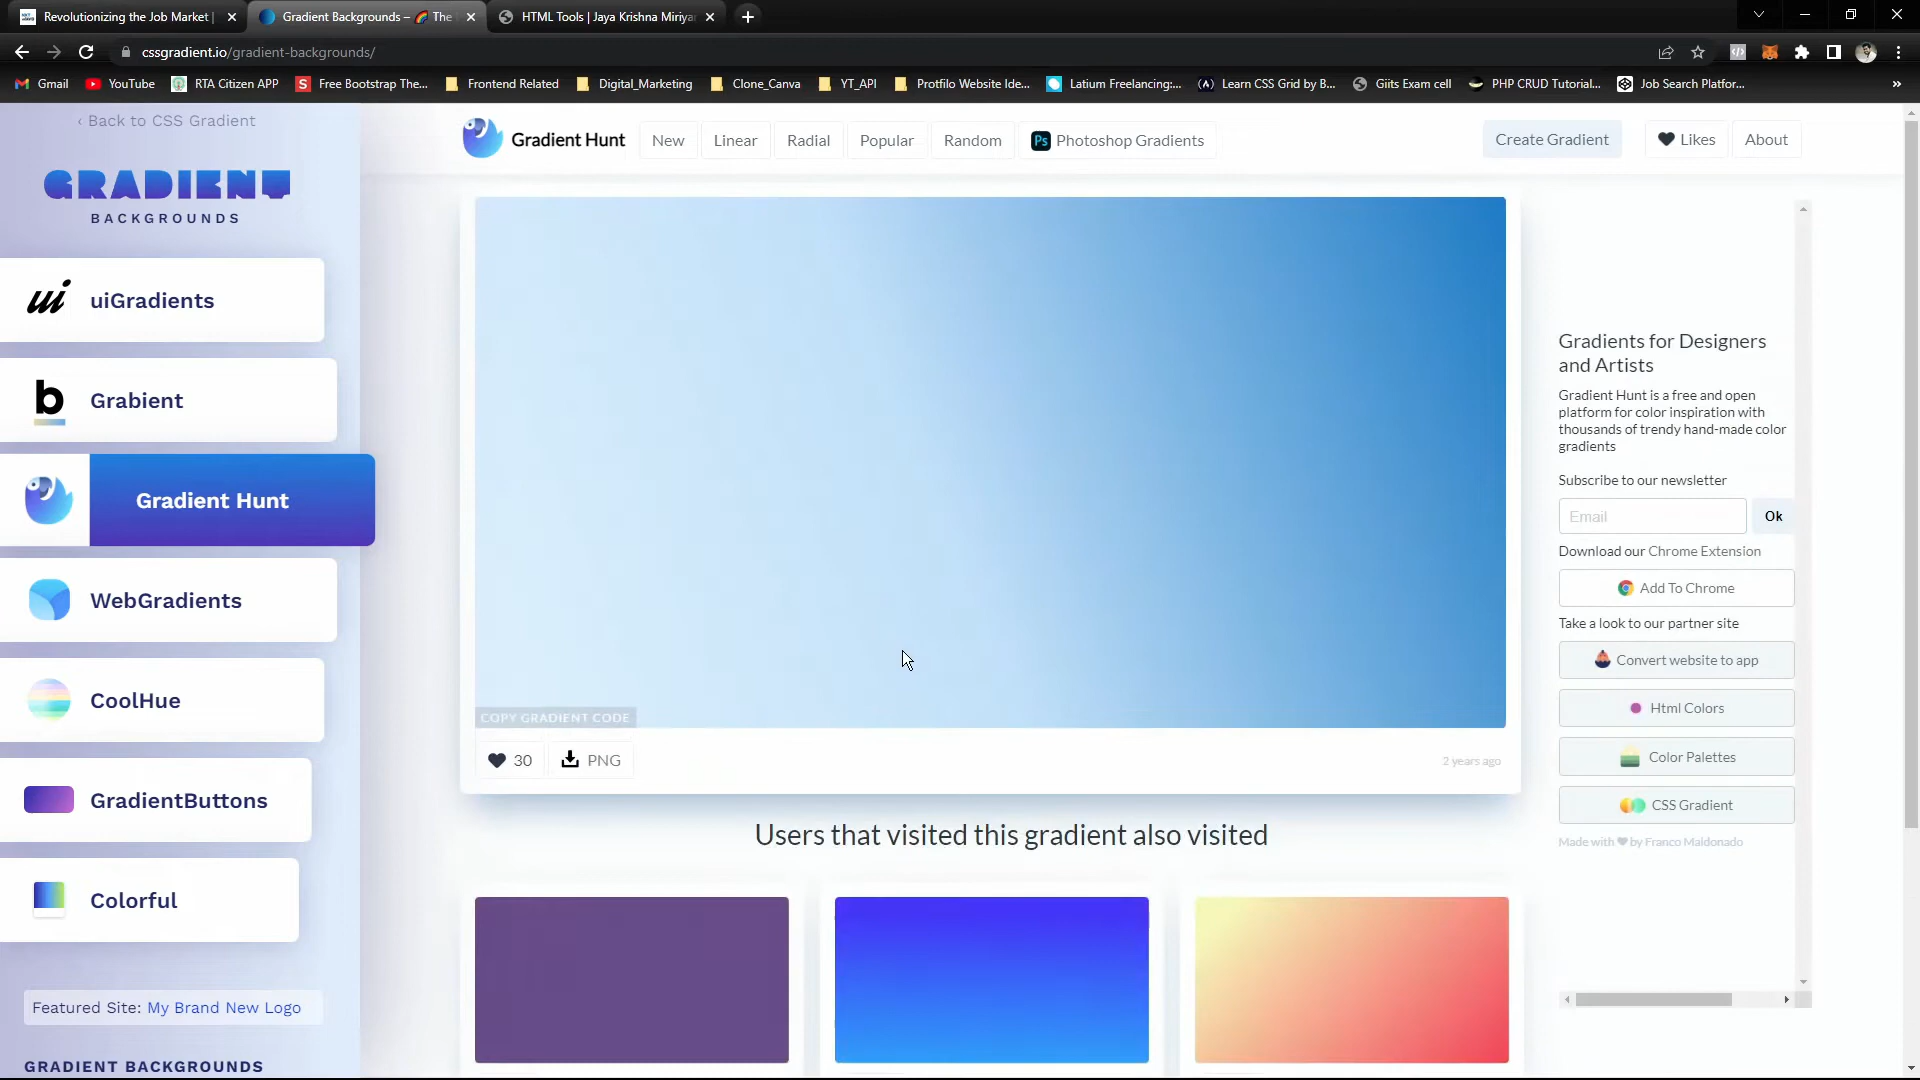 Revolutionizing the Job Market |
Gradient Backgrounds – 🌈 The
HTML Tools | Jaya Krishna Miriya
cssgradient.io/gradient-backgrounds/
Gmail
YouTube
RTA Citizen APP
Free Bootstrap The...
Frontend Related
Digital_Marketing
Clone_Canva
YT_API
Proffilo Website Ide...
Latium Freelancing:...
Learn CSS Grid by B...
Giits Exam cell
PHP CRUD Tutorial...
Job Search Platfor...
»
‹ Back to CSS Gradient
GRADIENT
BACKGROUNDS
ui uiGradients
b Grabient
Gradient Hunt
WebGradients
CoolHue
GradientButtons
Colorful
Featured Site: My Brand New Logo
GRADIENT BACKGROUNDS
Gradient Hunt
New
Linear
Radial
Popular
Random
Ps Photoshop Gradients
Create Gradient
Likes
About
COPY GRADIENT CODE
30
PNG
2 years ago
Users that visited this gradient also visited
Gradients for Designers
and Artists
Gradient Hunt is a free and open
platform for color inspiration with
thousands of trendy hand-made color
gradients
Subscribe to our newsletter
Email
Ok
Download our Chrome Extension
Add To Chrome
Take a look to our partner site
Convert website to app
Html Colors
Color Palettes
CSS Gradient
Made with ♥ by Franco Maldonado